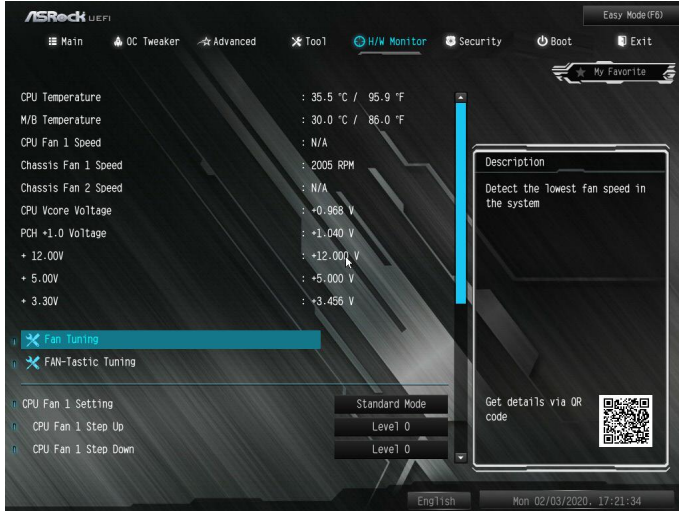 ASRock UEFI
Easy Mode(F6)
Main OC Tweaker Advanced Tool H/W Monitor Security Boot Exit
My Favorite
CPU Temperature : 35.5 °C / 95.9 °F
M/B Temperature : 30.0 °C / 86.0 °F
CPU Fan 1 Speed : N/A
Chassis Fan 1 Speed : 2005 RPM
Chassis Fan 2 Speed : N/A
CPU Vcore Voltage : +0.968 V
PCH +1.0 Voltage : +1.040 V
+ 12.00V : +12.000 V
+ 5.00V : +5.000 V
+ 3.30V : +3.456 V
Fan Tuning
FAN-Tastic Tuning
CPU Fan 1 Setting Standard Mode
CPU Fan 1 Step Up Level 0
CPU Fan 1 Step Down Level 0
Description
Detect the lowest fan speed in
the system
Get details via QR
code
English
Mon 02/03/2020. 17:21:34